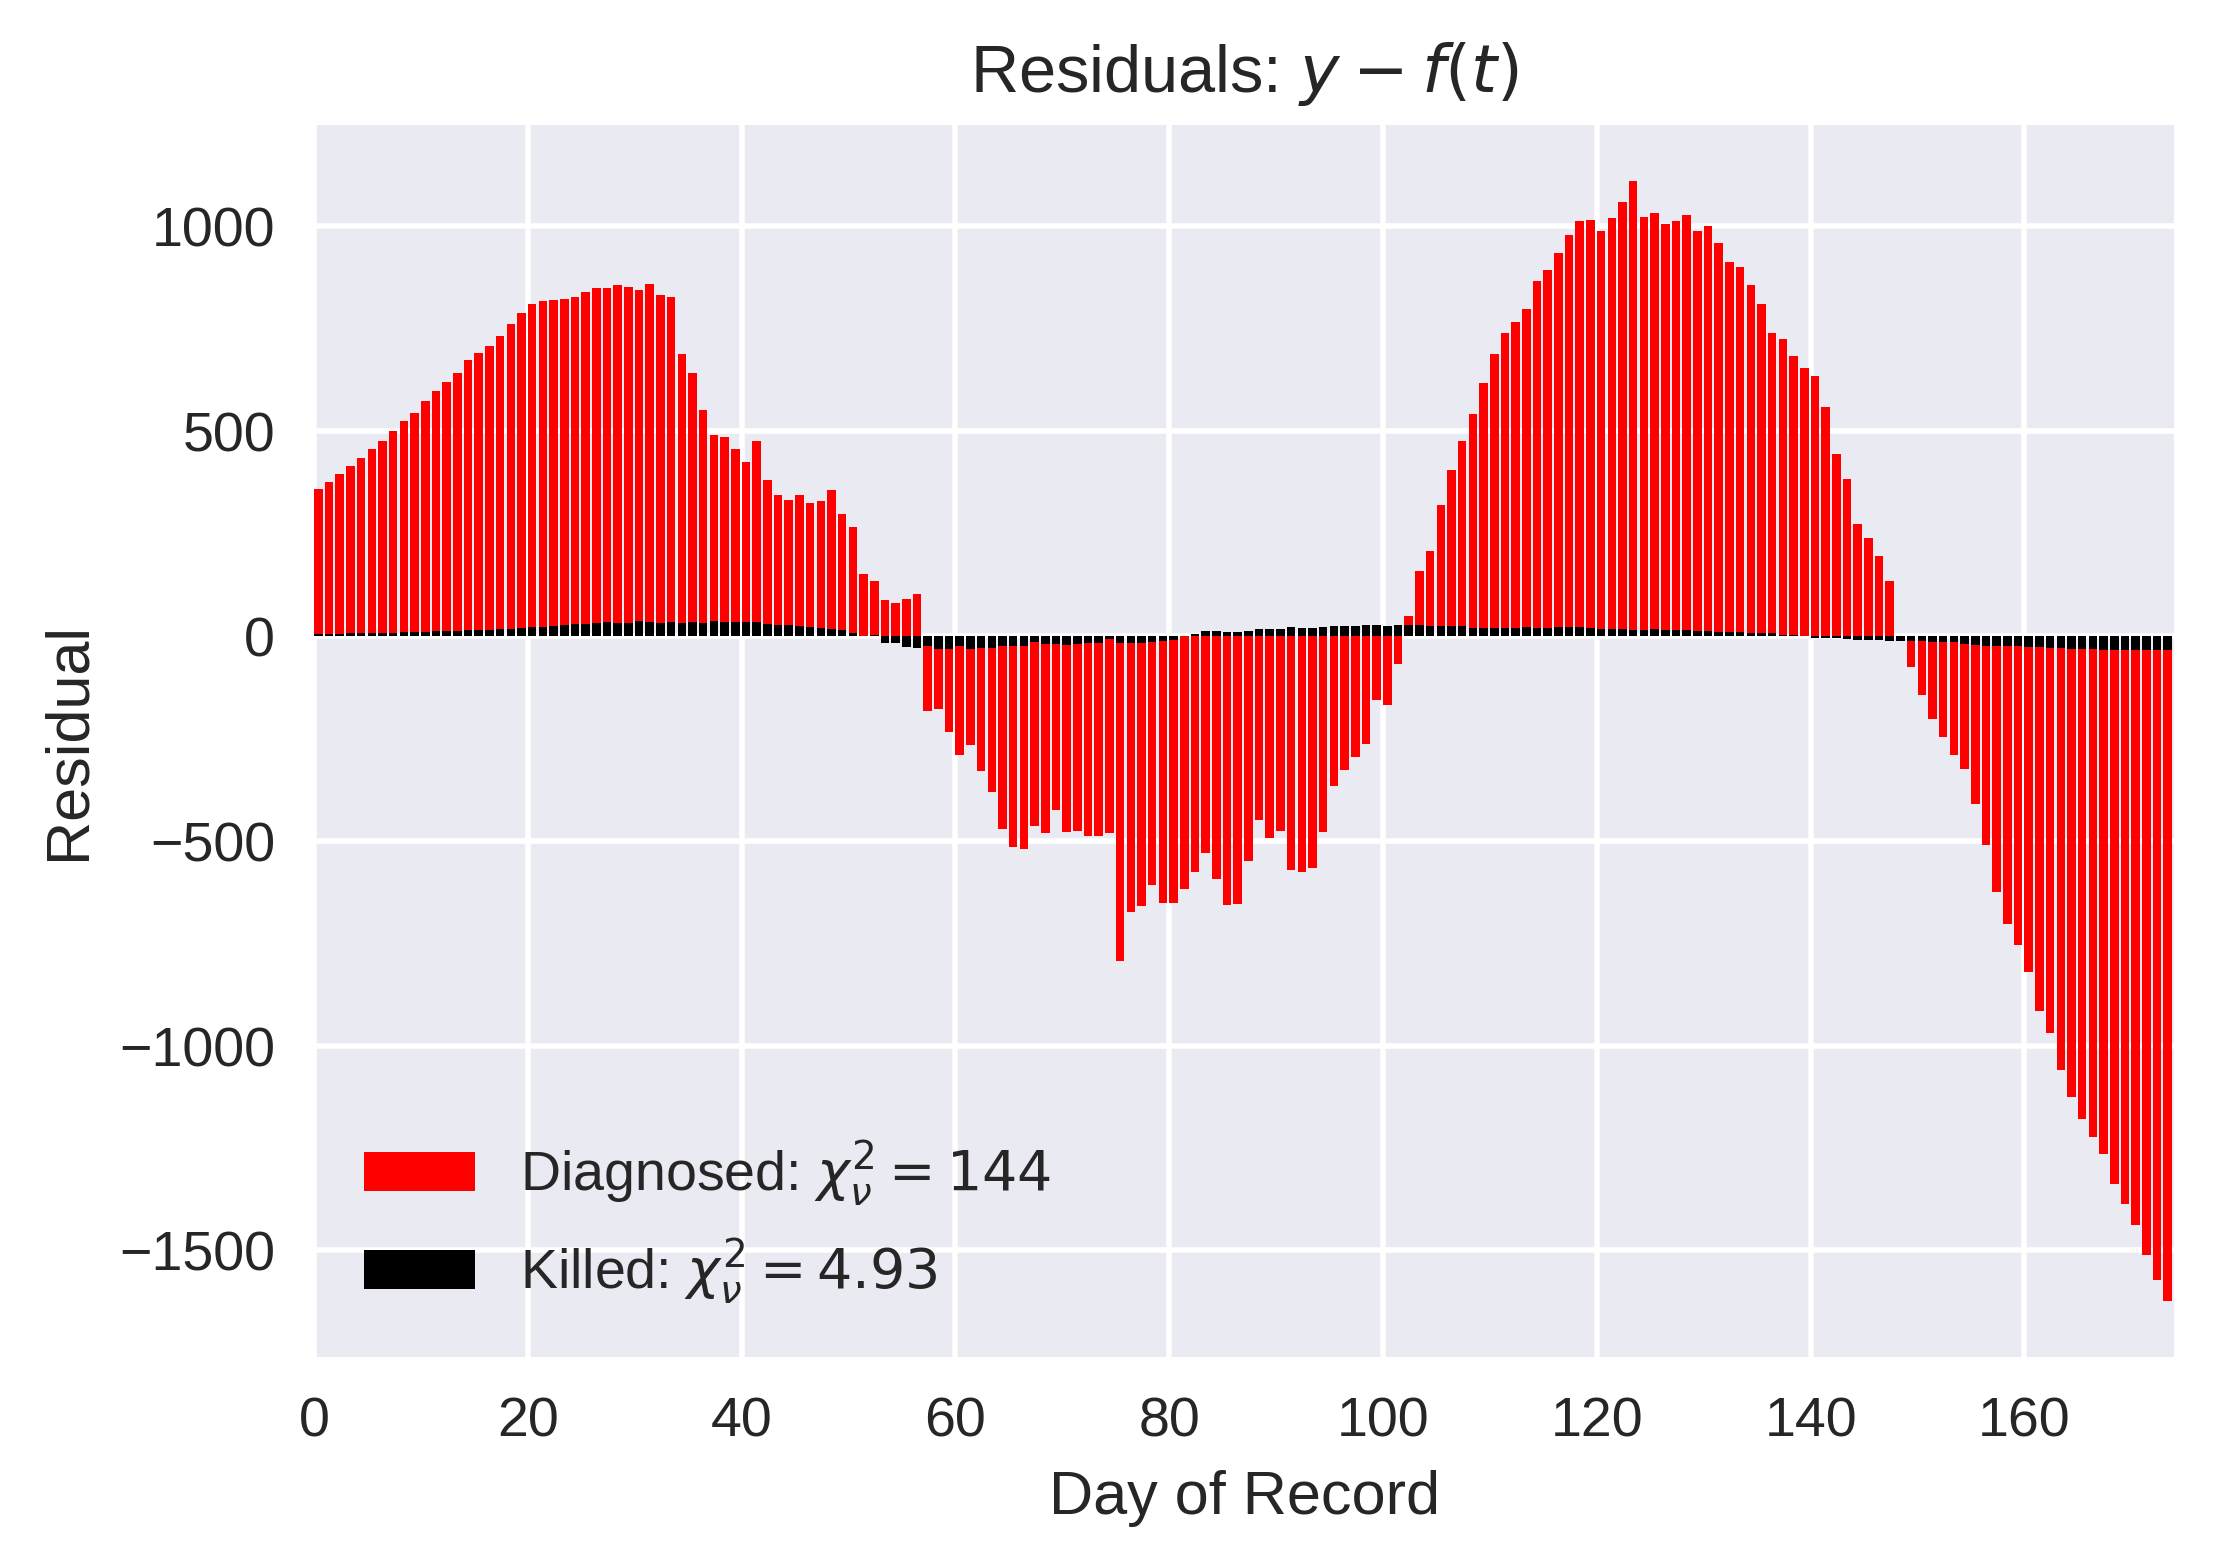 Residuals: y − f(t)
1000
500
0
−500
−1000
−1500
Residual
Diagnosed: χ²ᵥ = 144
Killed: χ²ᵥ = 4.93
0 20 40 60 80 100 120 140 160
Day of Record